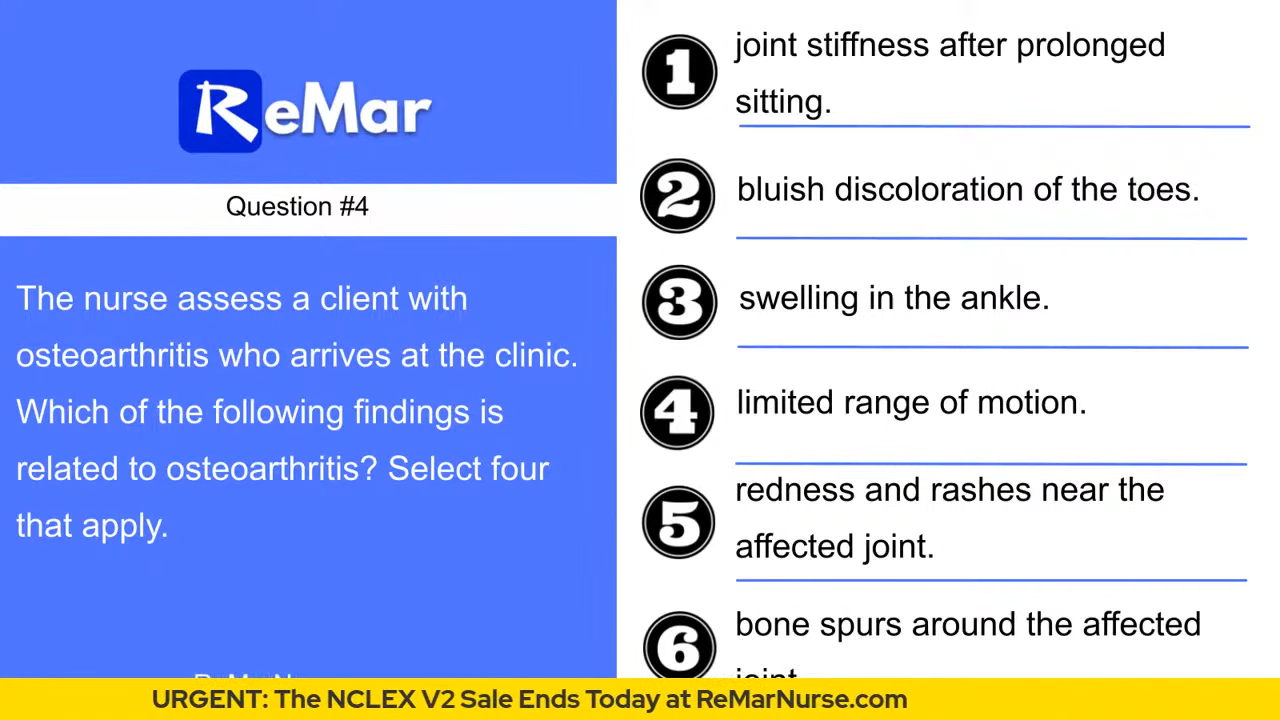 ReMar
Question #4
The nurse assess a client with
osteoarthritis who arrives at the clinic.
Which of the following findings is
related to osteoarthritis? Select four
that apply.
1 joint stiffness after prolonged
sitting.
2 bluish discoloration of the toes.
3 swelling in the ankle.
4 limited range of motion.
5 redness and rashes near the
affected joint.
6 bone spurs around the affected
joint
URGENT: The NCLEX V2 Sale Ends Today at ReMarNurse.com